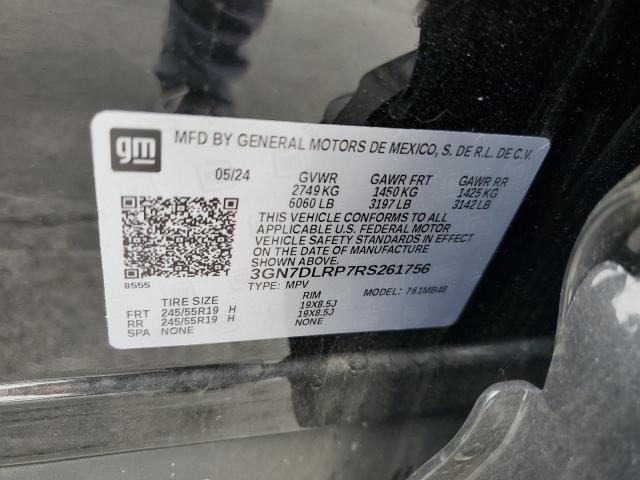 gm
MFD BY GENERAL MOTORS DE MEXICO, S. DE R.L. DE C.V.
05/24 GVWR GAWR FRT GAWR RR
2749 KG 1450 KG 1425 KG
6060 LB 3197 LB 3142 LB
THIS VEHICLE CONFORMS TO ALL
APPLICABLE U.S. FEDERAL MOTOR
VEHICLE SAFETY STANDARDS IN EFFECT
ON THE DATE OF MANUFACTURE
3GN7DLRP7RS261756
8555 TYPE: MPV MODEL: 761MB48
TIRE SIZE RIM
FRT 245/55R19 H 19X8.5J
RR 245/55R19 H 19X8.5J
SPA NONE NONE